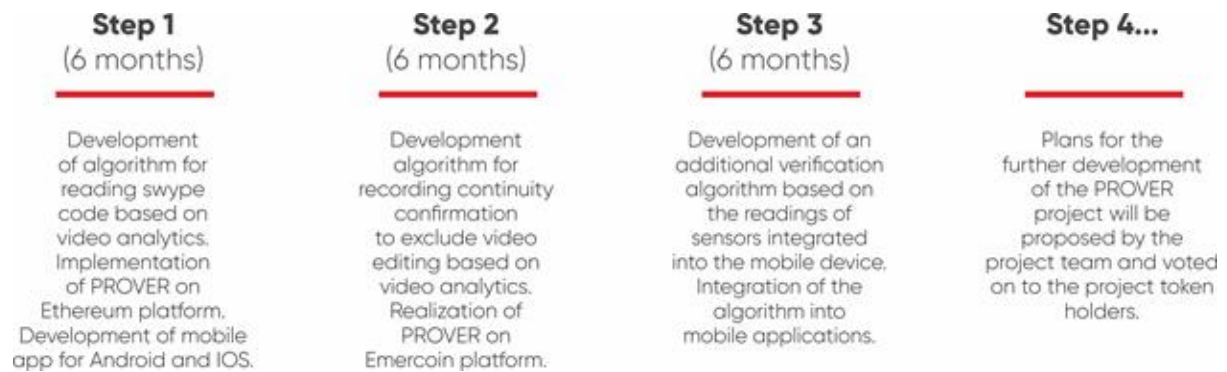 Step 1
(6 months)
Development
of algorithm for
reading swype
code based on
video analytics.
Implementation
of PROVER on
Ethereum platform.
Development of mobile
app for Android and IOS.
Step 2
(6 months)
Development
algorithm for
recording continuity
confirmation
to exclude video
editing based on
video analytics.
Realization of
PROVER on
Emercoin platform.
Step 3
(6 months)
Development of an
additional verification
algorithm based on
the readings of
sensors integrated
into the mobile device.
Integration of the
algorithm into
mobile applications.
Step 4...
Plans for the
further development
of the PROVER
project will be
proposed by the
project team and voted
on to the project token
holders.